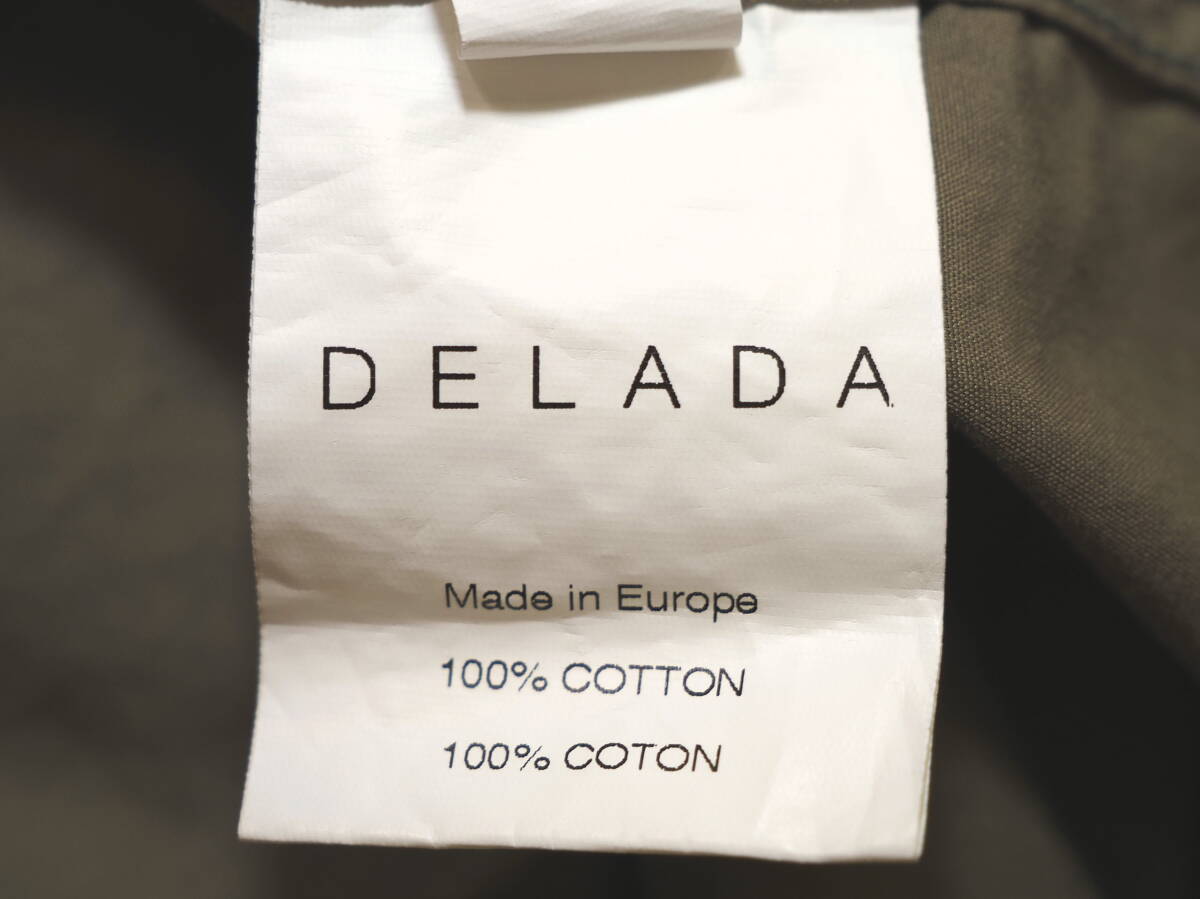 DELADA
Made in Europe
100% COTTON
100% COTON